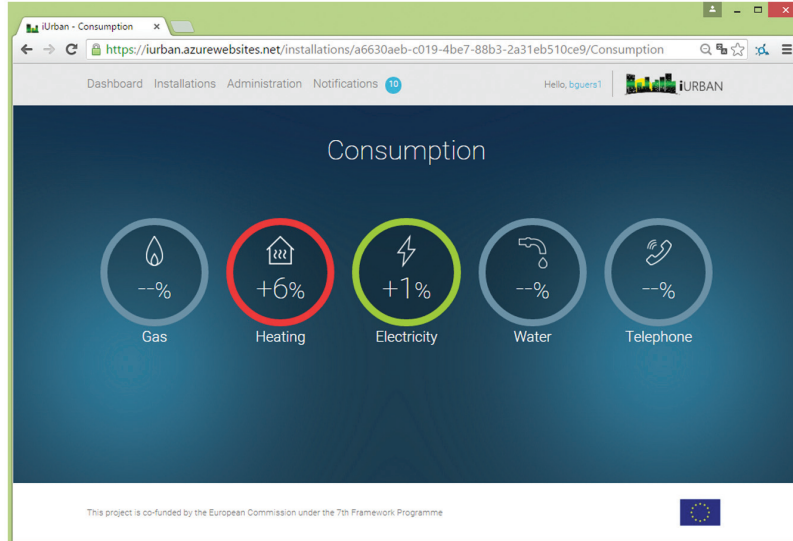 iUrban - Consumption
https://iurban.azurewebsites.net/installations/a6630aeb-c019-4be7-88b3-2a31eb510ce9/Consumption
Dashboard Installations Administration Notifications 10 Hello, bguers1 iURBAN
Consumption
--% +6% +1% --% --%
Gas Heating Electricity Water Telephone
This project is co-funded by the European Commission under the 7th Framework Programme